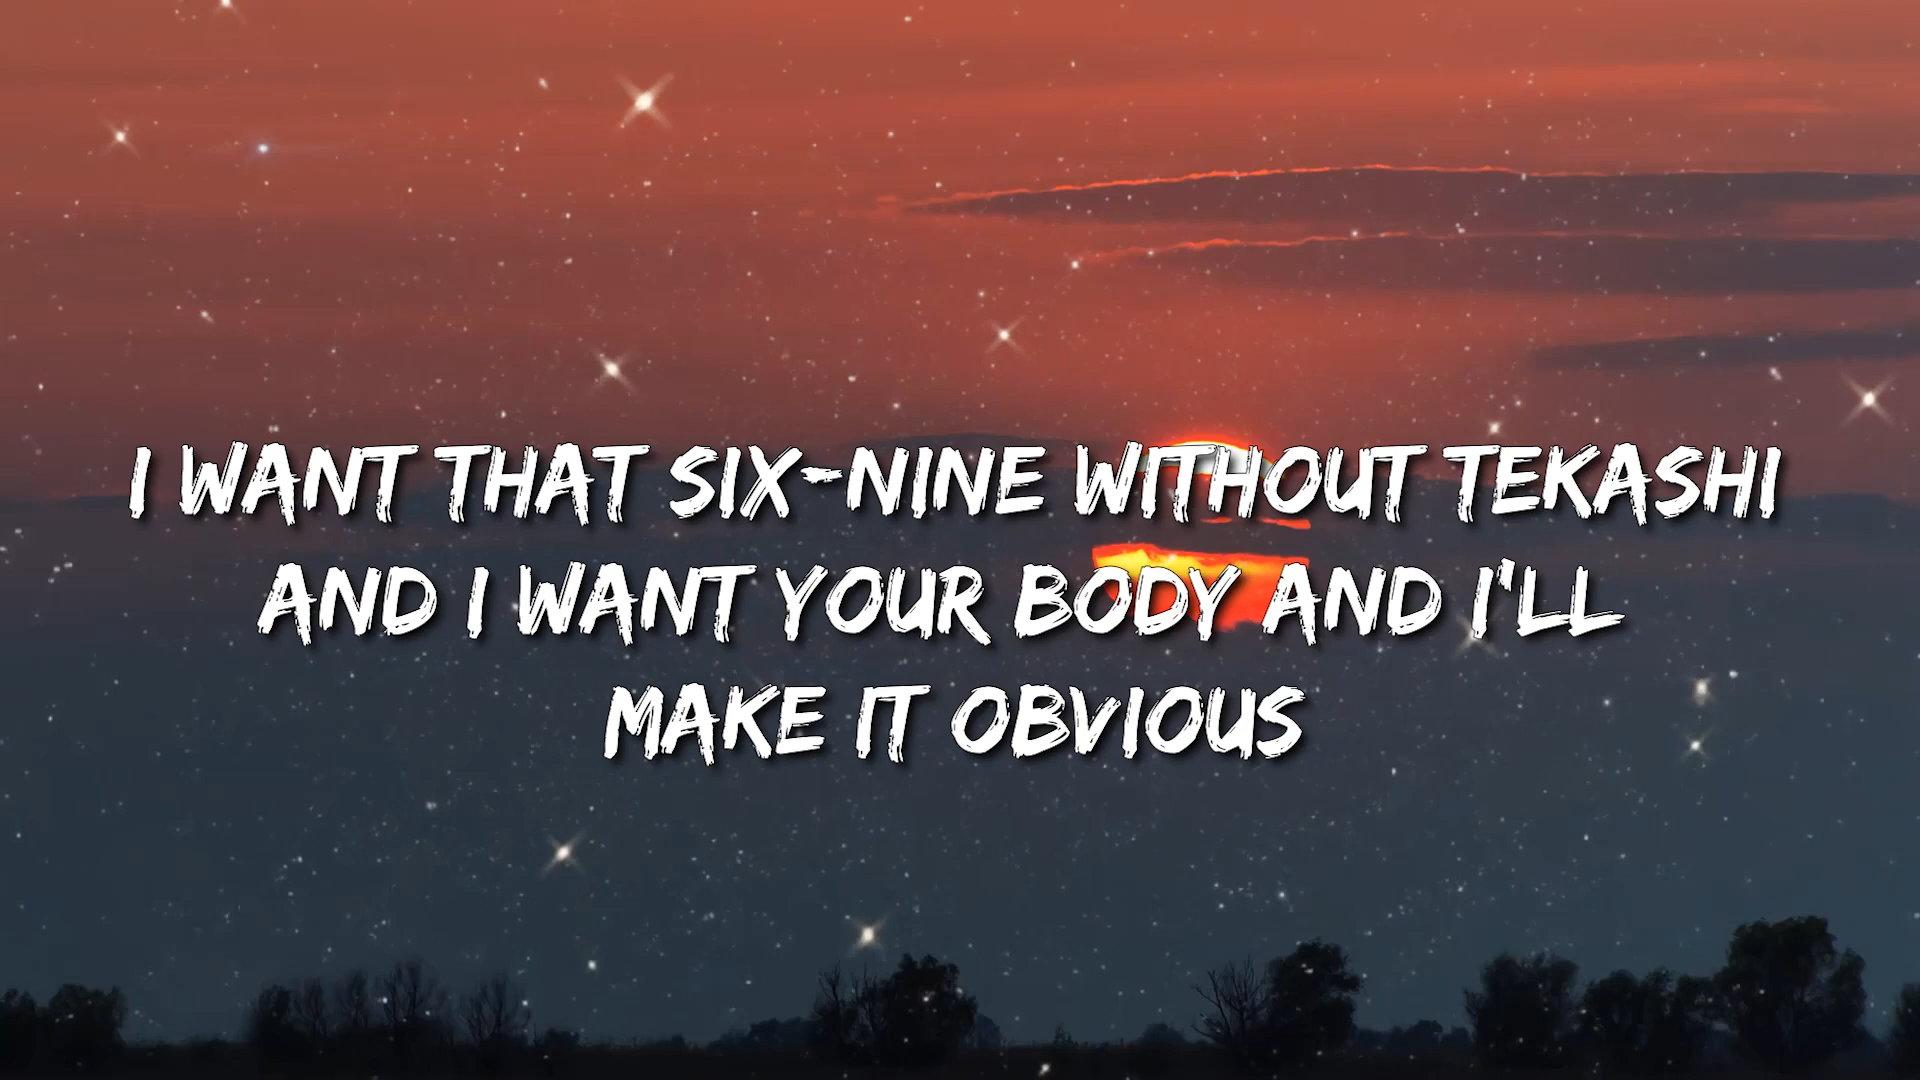 I WANT THAT SIX-NINE WITHOUT TEKASHI
AND I WANT YOUR BODY AND I'LL
MAKE IT OBVIOUS